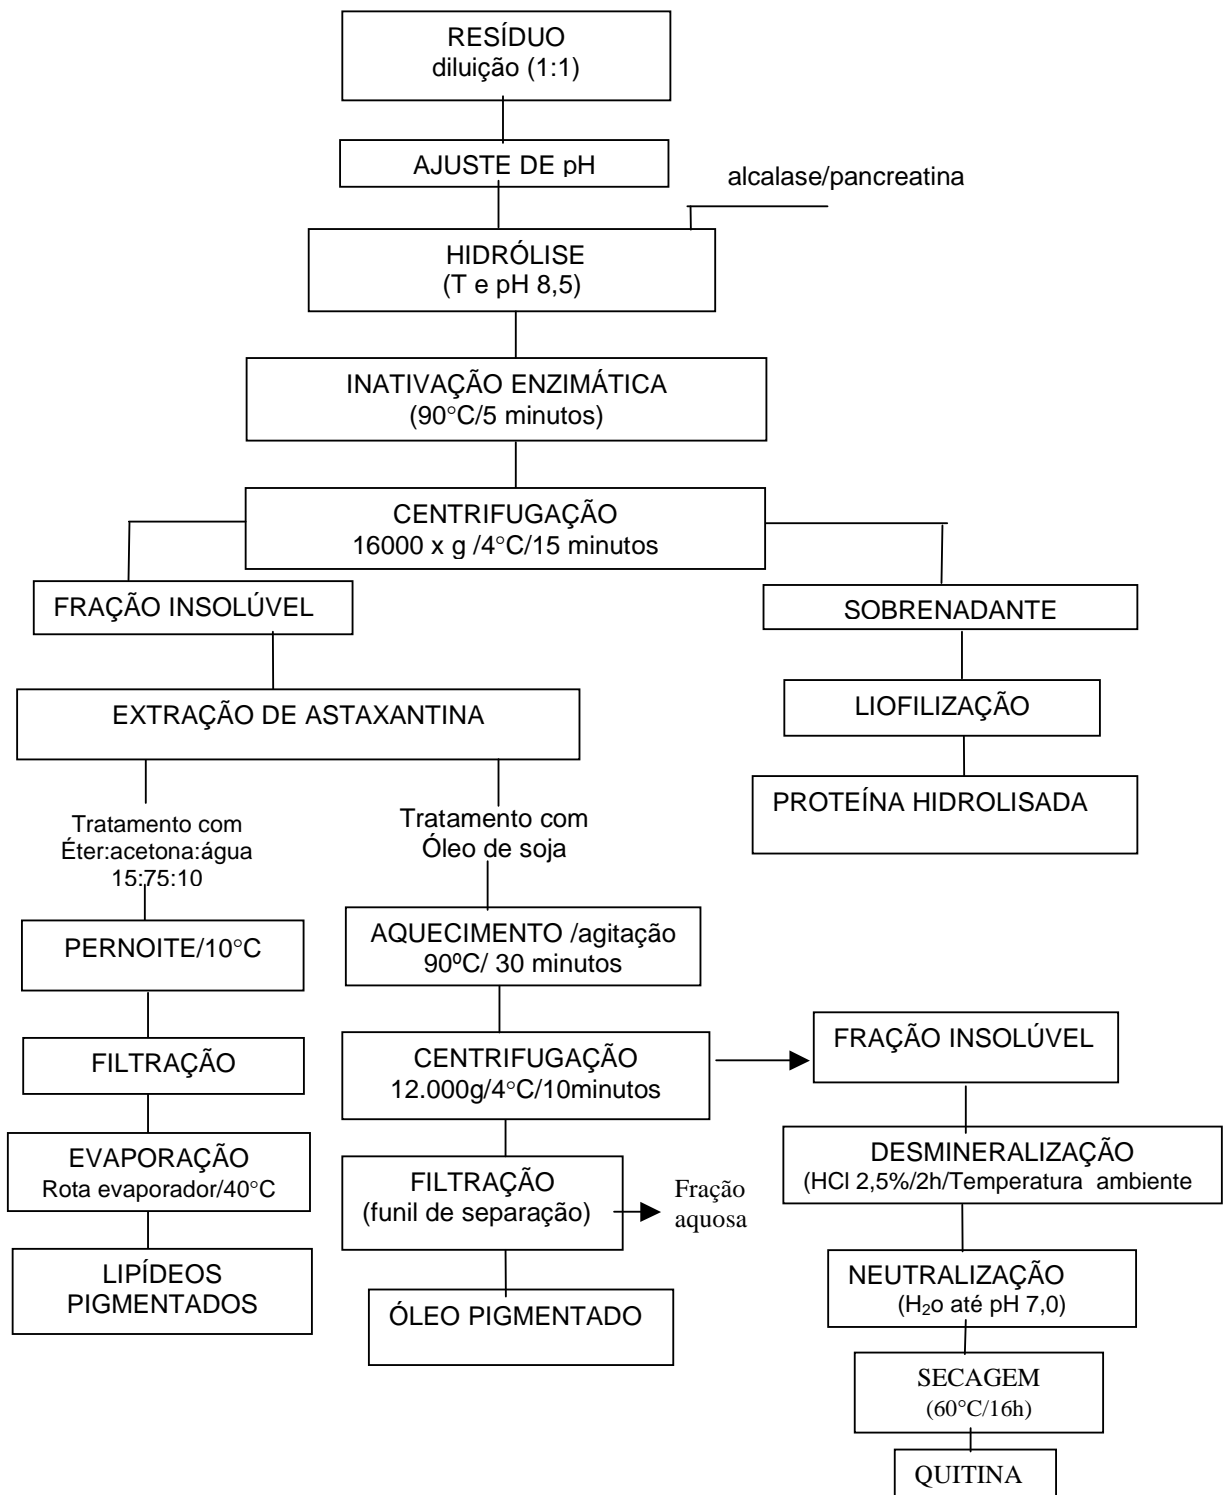 RESÍDUO
diluição (1:1)
AJUSTE DE pH
alcalase/pancreatina
HIDRÓLISE
(T e pH 8,5)
INATIVAÇÃO ENZIMÁTICA
(90°C/5 minutos)
CENTRIFUGAÇÃO
16000 x g /4°C/15 minutos
FRAÇÃO INSOLÚVEL
SOBRENADANTE
EXTRAÇÃO DE ASTAXANTINA
LIOFILIZAÇÃO
PROTEÍNA HIDROLISADA
Tratamento com
Éter:acetona:água
15:75:10
Tratamento com
Óleo de soja
PERNOITE/10°C
AQUECIMENTO /agitação
90ºC/ 30 minutos
FILTRAÇÃO
CENTRIFUGAÇÃO
12.000g/4°C/10minutos
FRAÇÃO INSOLÚVEL
EVAPORAÇÃO
Rota evaporador/40°C
FILTRAÇÃO
(funil de separação)
Fração
aquosa
DESMINERALIZAÇÃO
(HCl 2,5%/2h/Temperatura ambiente
LIPÍDEOS
PIGMENTADOS
ÓLEO PIGMENTADO
NEUTRALIZAÇÃO
(H₂o até pH 7,0)
SECAGEM
(60°C/16h)
QUITINA